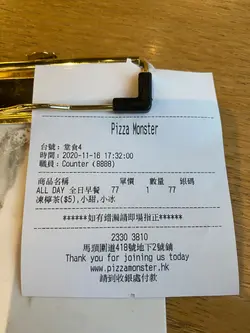 Pizza Monster
台號：堂食4
時間：2020-11-16 17:32:00
職員：Counter (8888)
商品名稱 單價 數量 總碼
ALL DAY 全日早餐 77 1 77
凍檸茶($5),小甜,小冰
******如有錯漏請即場指正******
2330 3810
馬頭圍道418號地下2號鋪
Thank you for joining us today
www.pizzamonster.hk
請到收銀處付款